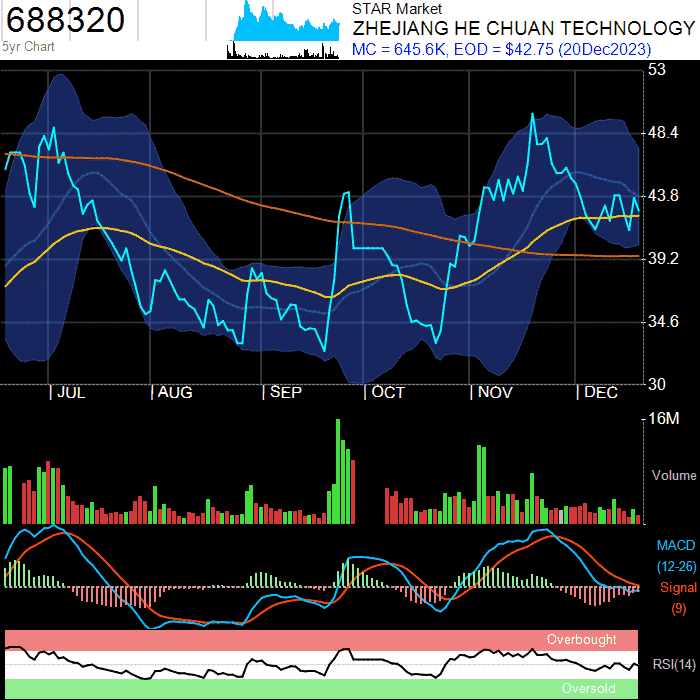 688320
5yr Chart
STAR Market
ZHEJIANG HE CHUAN TECHNOLOGY
MC = 645.6K, EOD = $42.75 (20Dec2023)
53
48.4
43.8
39.2
34.6
30
| JUL | AUG | SEP | OCT | NOV | DEC
16M
Volume
MACD
(12-26)
Signal
(9)
Overbought
RSI(14)
Oversold